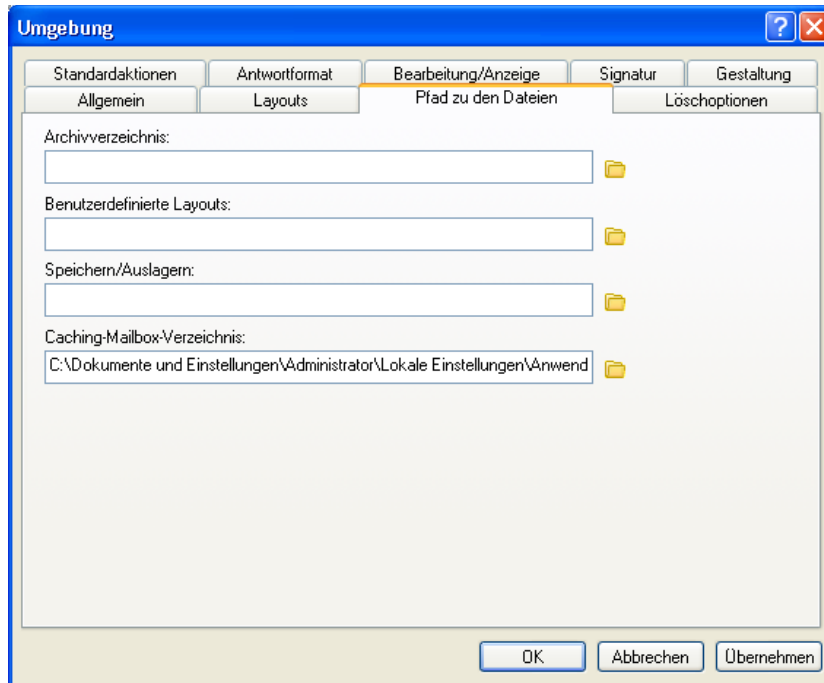 Umgebung
Standardaktionen Antwortformat Bearbeitung/Anzeige Signatur Gestaltung
Allgemein Layouts Pfad zu den Dateien Löschoptionen
Archivverzeichnis:
Benutzerdefinierte Layouts:
Speichern/Auslagern:
Caching-Mailbox-Verzeichnis:
C:\Dokumente und Einstellungen\Administrator\Lokale Einstellungen\Anwend
OK Abbrechen Übernehmen